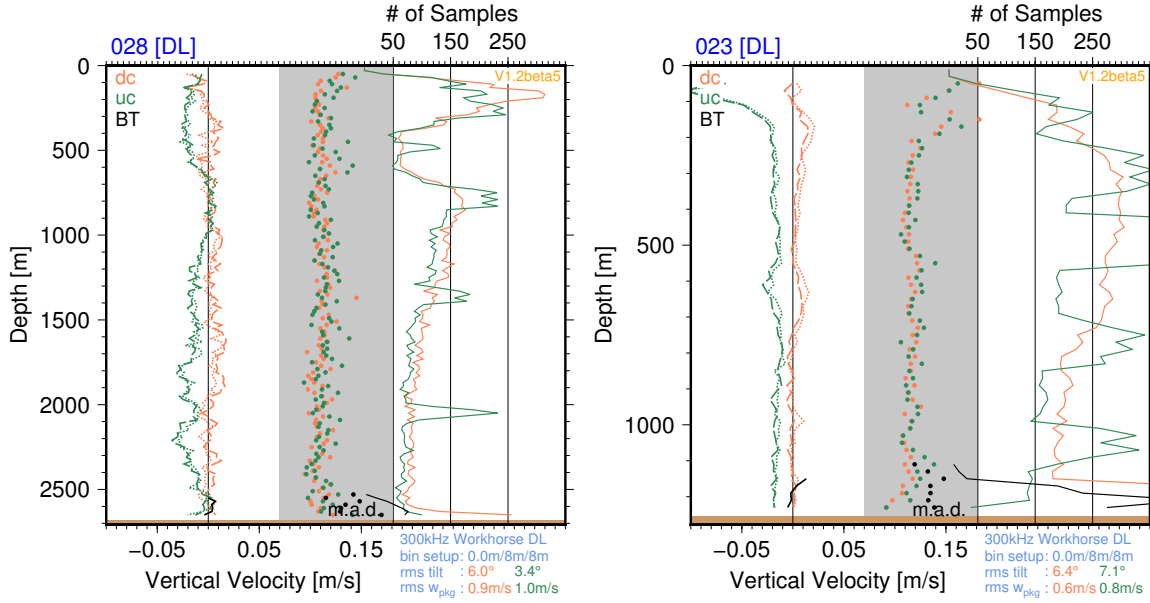 # of Samples
50 150 250
028 [DL]
V1.2beta5
dc
uc
BT
0
500
1000
1500
2000
2500
Depth [m]
m.a.d.
-0.05 0.05 0.15
Vertical Velocity [m/s]
300kHz Workhorse DL
bin setup: 0.0m/8m/8m
rms tilt : 6.0° 3.4°
rms w_pkg : 0.9m/s 1.0m/s
# of Samples
50 150 250
023 [DL]
V1.2beta5
dc
uc
BT
0
500
1000
Depth [m]
m.a.d.
-0.05 0.05 0.15
Vertical Velocity [m/s]
300kHz Workhorse DL
bin setup: 0.0m/8m/8m
rms tilt : 6.4° 7.1°
rms w_pkg : 0.6m/s 0.8m/s